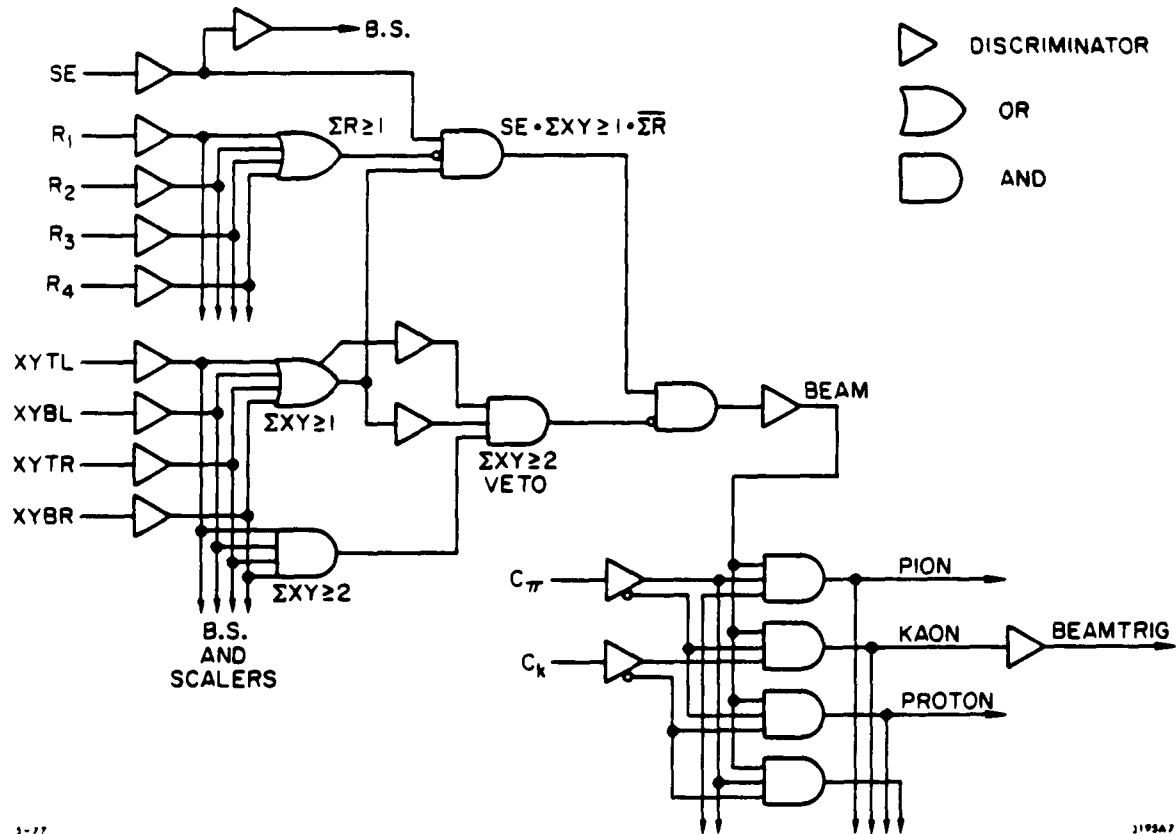 B.S.
SE
R1
R2
R3
R4
ΣR≥1
SE•ΣXY≥1•Σ̅R̅
DISCRIMINATOR
OR
AND
XYTL
XYBL
XYTR
XYBR
ΣXY≥1
ΣXY≥2
VETO
BEAM
ΣXY≥2
B.S.
AND
SCALERS
Cπ
Ck
PION
KAON
BEAMTRIG
PROTON
3195A7